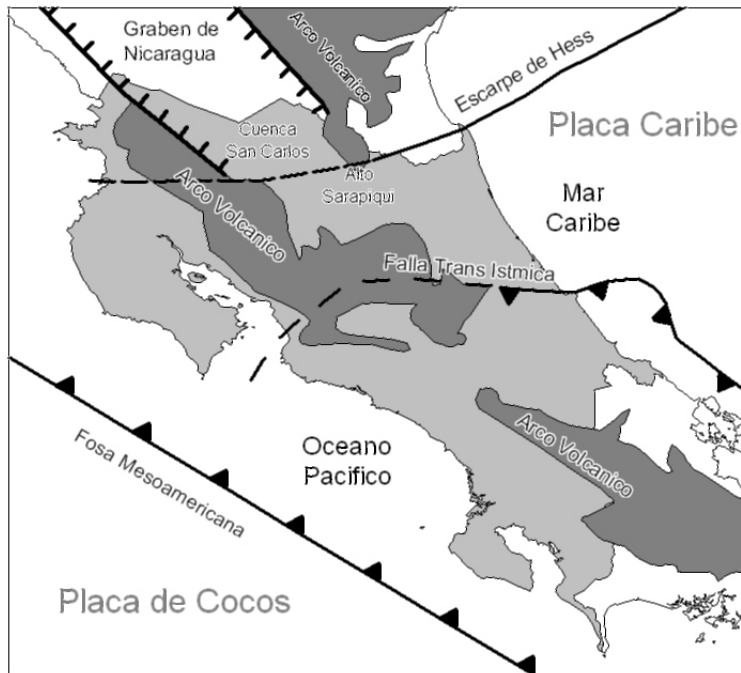 Graben de
Nicaragua
Arco Volcanico
Escarpe de Hess
Placa Caribe
Cuenca
San Carlos
Alto
Sarapiqui
Arco Volcanico
Mar
Caribe
Falla Trans Istmica
Arco Volcanico
Oceano
Pacifico
Fosa Mesoamericana
Placa de Cocos